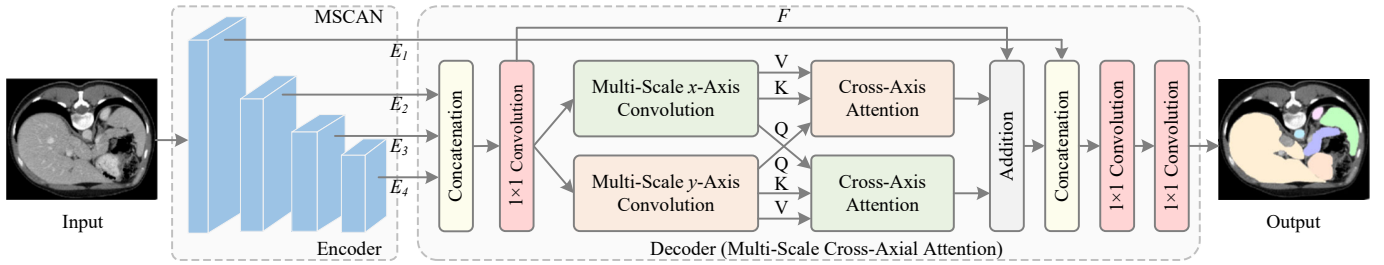 MSCAN
F
E1
E2
E3
E4
Input
Encoder
Concatenation
1×1 Convolution
Multi-Scale x-Axis
Convolution
Multi-Scale y-Axis
Convolution
V
K
Q
Q
K
V
Cross-Axis
Attention
Cross-Axis
Attention
Addition
Concatenation
1×1 Convolution
1×1 Convolution
Decoder (Multi-Scale Cross-Axial Attention)
Output